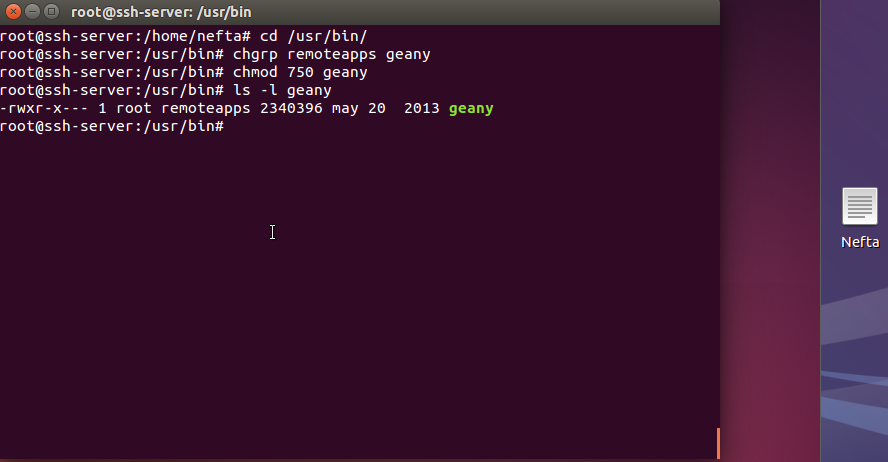 root@ssh-server: /usr/bin
root@ssh-server:/home/nefta# cd /usr/bin/
root@ssh-server:/usr/bin# chgrp remoteapps geany
root@ssh-server:/usr/bin# chmod 750 geany
root@ssh-server:/usr/bin# ls -l geany
-rwxr-x--- 1 root remoteapps 2340396 may 20  2013 geany
root@ssh-server:/usr/bin#
Nefta